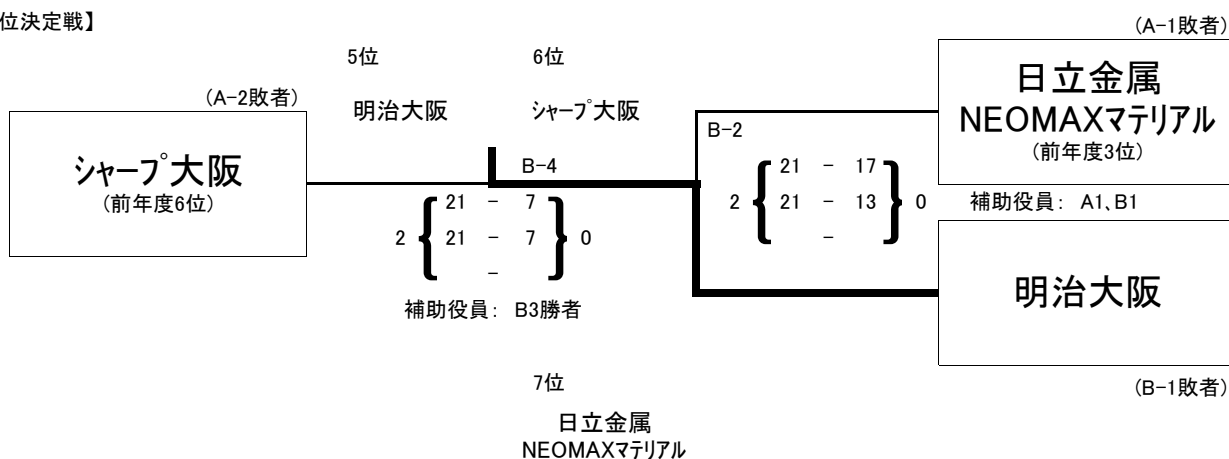 位決定戦】
(A-1敗者)
5位
6位
日立金属
NEOMAXマテリアル
(前年度3位)
(A-2敗者)
明治大阪
シャープ大阪
B-2
シャープ大阪
(前年度6位)
B-4
2 { 21 - 17
21 - 13
- } 0
補助役員： A1、B1
2 { 21 - 7
21 - 7
- } 0
明治大阪
補助役員： B3勝者
7位
(B-1敗者)
日立金属
NEOMAXマテリアル